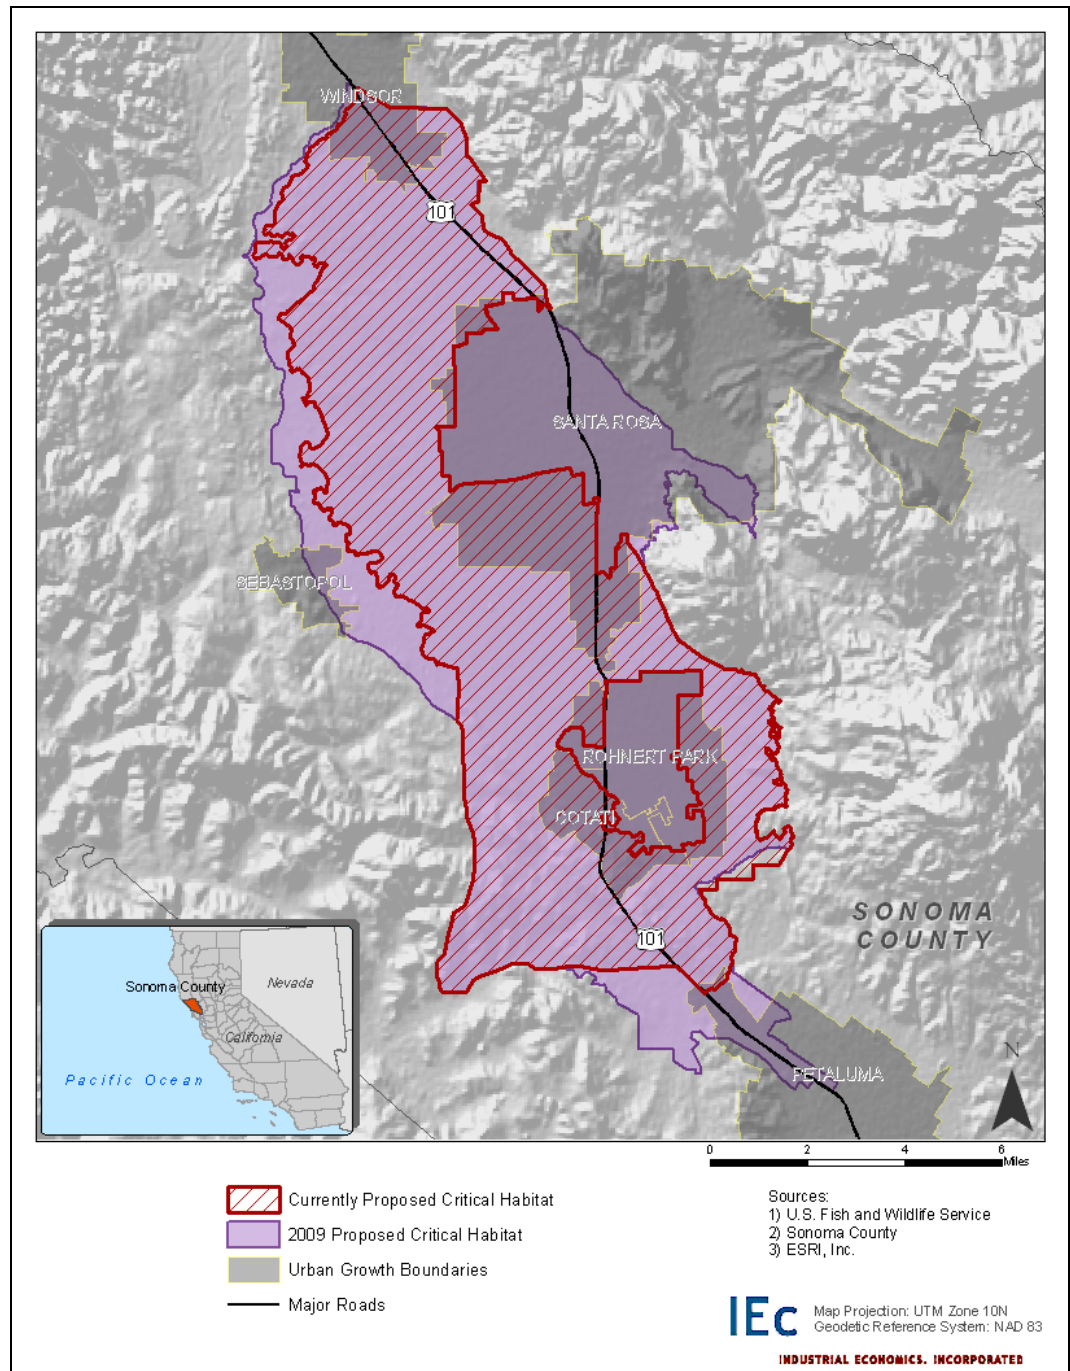 WINDSOR
101
SANTA ROSA
SEBASTOPOL
ROHNERT PARK
COTATI
SONOMA
COUNTY
101
Nevada
Sonoma County
California
Pacific Ocean
N
PETALUMA
0 2 4 6
Miles
Currently Proposed Critical Habitat
2009 Proposed Critical Habitat
Urban Growth Boundaries
Major Roads
Sources:
1) U.S. Fish and Wildlife Service
2) Sonoma County
3) ESRI, Inc.
IEc
Map Projection: UTM Zone 10N
Geodetic Reference System: NAD 83
INDUSTRIAL ECONOMICS, INCORPORATED